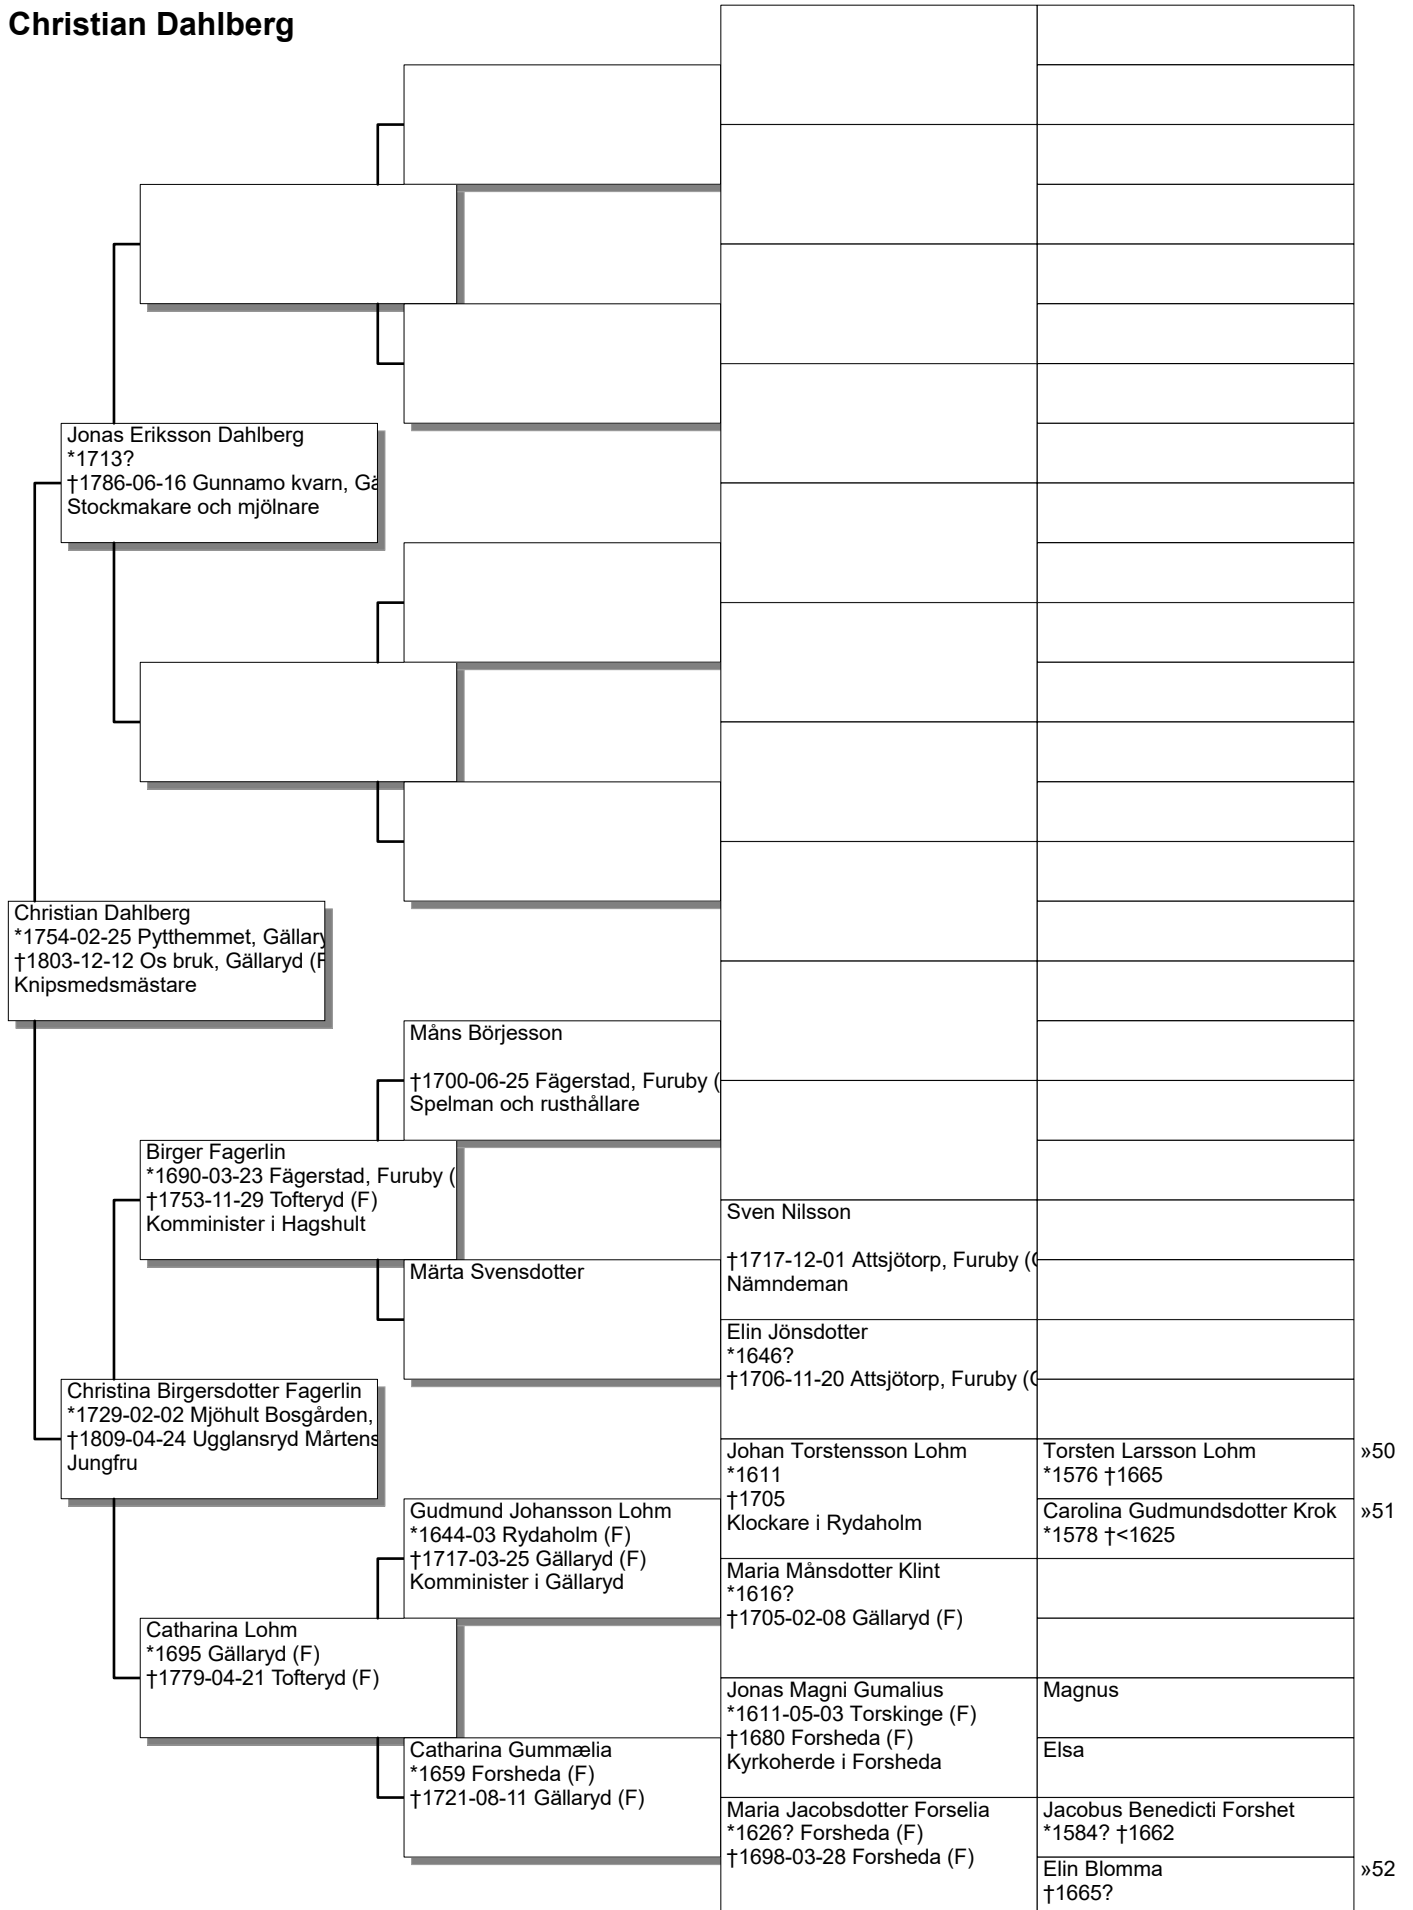 Christian Dahlberg
Jonas Eriksson Dahlberg
*1713?
†1786-06-16 Gunnamo kvarn, Gä
Stockmakare och mjölnare
Christian Dahlberg
*1754-02-25 Pytthemmet, Gällary
†1803-12-12 Os bruk, Gällaryd (F
Knipsmedsmästare
Christina Birgersdotter Fagerlin
*1729-02-02 Mjöhult Bosgården,
†1809-04-24 Ugglansryd Mårtens
Jungfru
Birger Fagerlin
*1690-03-23 Fägerstad, Furuby (
†1753-11-29 Tofteryd (F)
Komminister i Hagshult
Catharina Lohm
*1695 Gällaryd (F)
†1779-04-21 Tofteryd (F)
Måns Börjesson
†1700-06-25 Fägerstad, Furuby (
Spelman och rusthållare
Märta Svensdotter
Gudmund Johansson Lohm
*1644-03 Rydaholm (F)
†1717-03-25 Gällaryd (F)
Komminister i Gällaryd
Catharina Gummælia
*1659 Forsheda (F)
†1721-08-11 Gällaryd (F)
Sven Nilsson
†1717-12-01 Attsjötorp, Furuby (G
Nämndeman
Elin Jönsdotter
*1646?
†1706-11-20 Attsjötorp, Furuby (G
Johan Torstensson Lohm
*1611
†1705
Klockare i Rydaholm
Maria Månsdotter Klint
*1616?
†1705-02-08 Gällaryd (F)
Jonas Magni Gumalius
*1611-05-03 Torskinge (F)
†1680 Forsheda (F)
Kyrkoherde i Forsheda
Maria Jacobsdotter Forselia
*1626? Forsheda (F)
†1698-03-28 Forsheda (F)
Torsten Larsson Lohm
*1576 †1665
»50
Carolina Gudmundsdotter Krok
*1578 †<1625
»51
Magnus
Elsa
Jacobus Benedicti Forshet
*1584? †1662
Elin Blomma
†1665?
»52